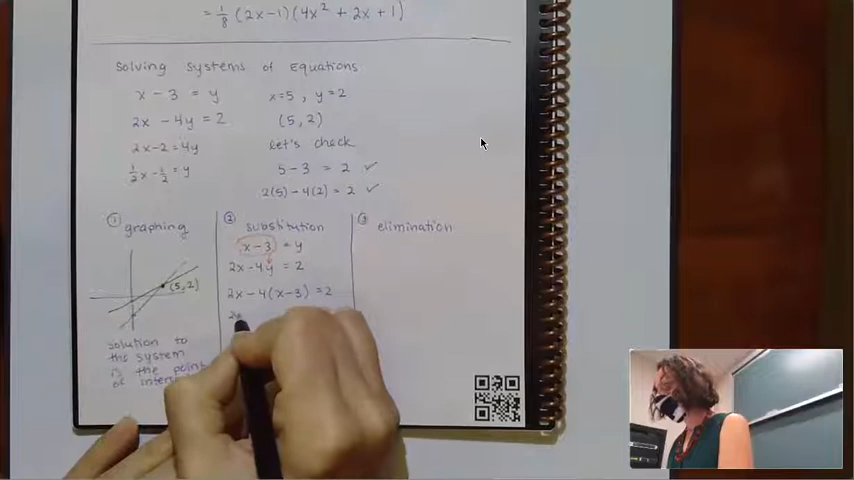 = 1/8 (2x-1)(4x² + 2x + 1)
Solving systems of Equations
x - 3 = y
2x - 4y = 2
2x-2 = 4y
1/2x - 1/2 = y
x=5, y=2
(5, 2)
Let's check
5 - 3 = 2 ✓
2(5) - 4(2) = 2 ✓
① graphing
(5,2)
solution to
the system
is the point
of
② substitution
x-3 = y
2x-4y = 2
2x-4(x-3) = 2
③ elimination